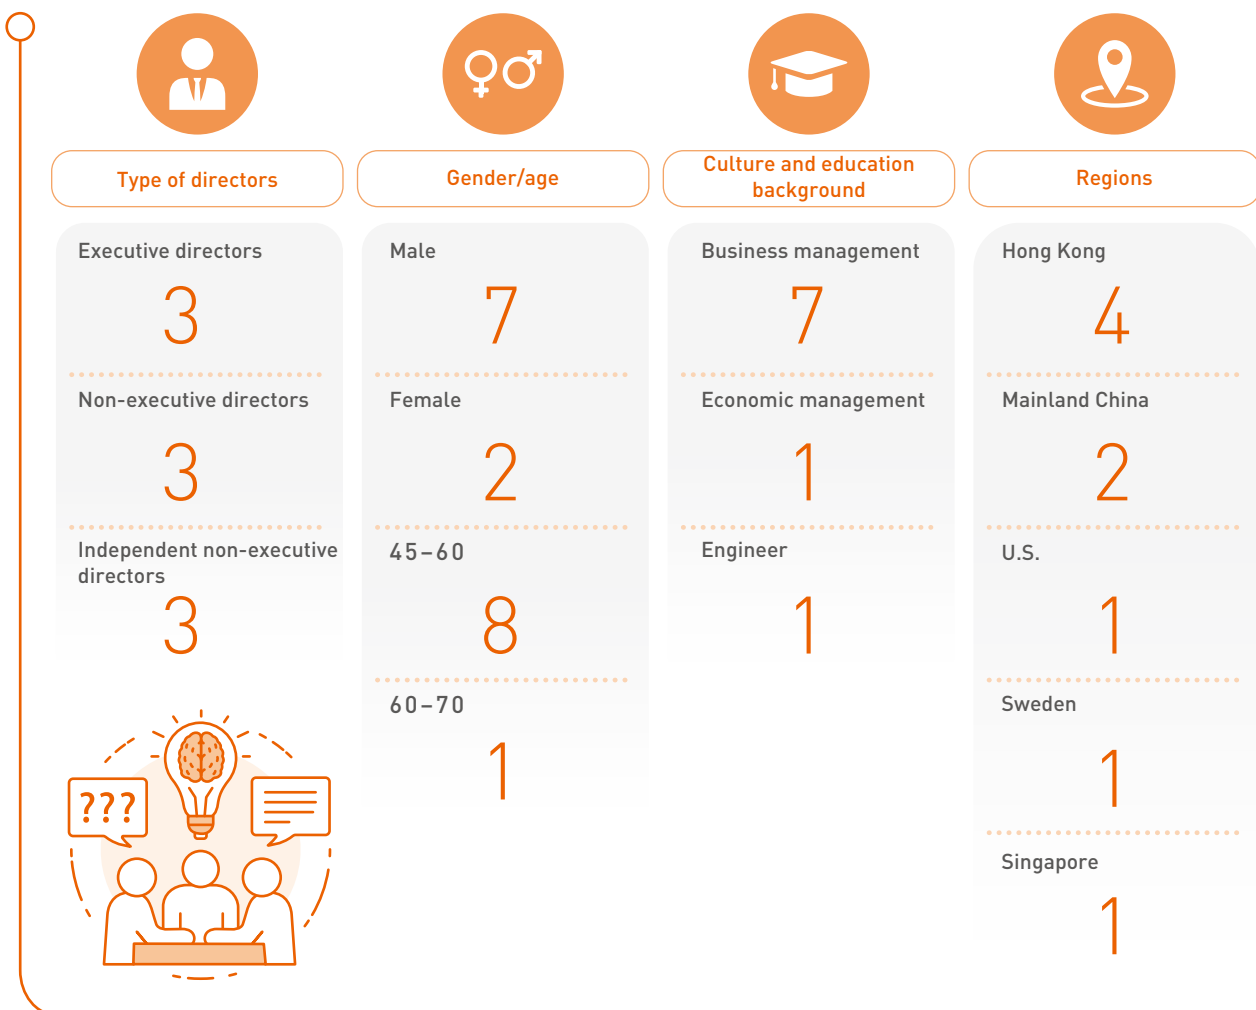 Type of directors
Executive directors
3
Non-executive directors
3
Independent non-executive
directors
3
???
Gender/age
Male
7
Female
2
45–60
8
60–70
1
Culture and education
background
Business management
7
Economic management
1
Engineer
1
Regions
Hong Kong
4
Mainland China
2
U.S.
1
Sweden
1
Singapore
1